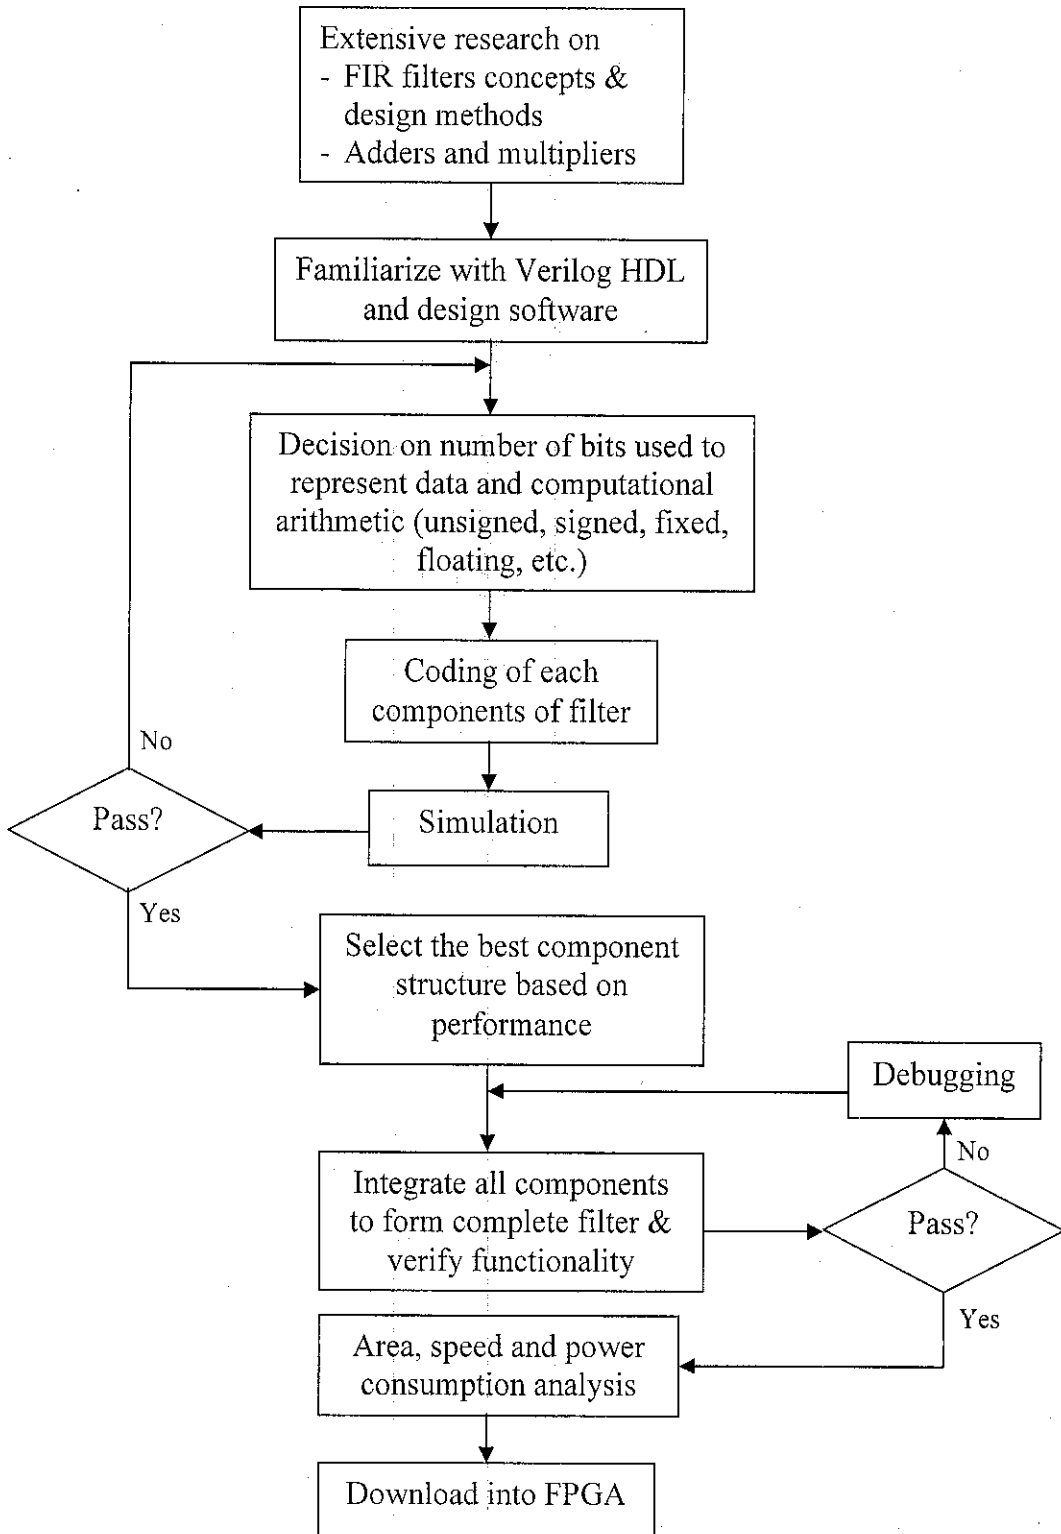 Extensive research on
- FIR filters concepts &
design methods
- Adders and multipliers
Familiarize with Verilog HDL
and design software
Decision on number of bits used to
represent data and computational
arithmetic (unsigned, signed, fixed,
floating, etc.)
Coding of each
components of filter
No
Pass?
Simulation
Yes
Select the best component
structure based on
performance
Debugging
No
Integrate all components
to form complete filter &
verify functionality
Pass?
Yes
Area, speed and power
consumption analysis
Download into FPGA